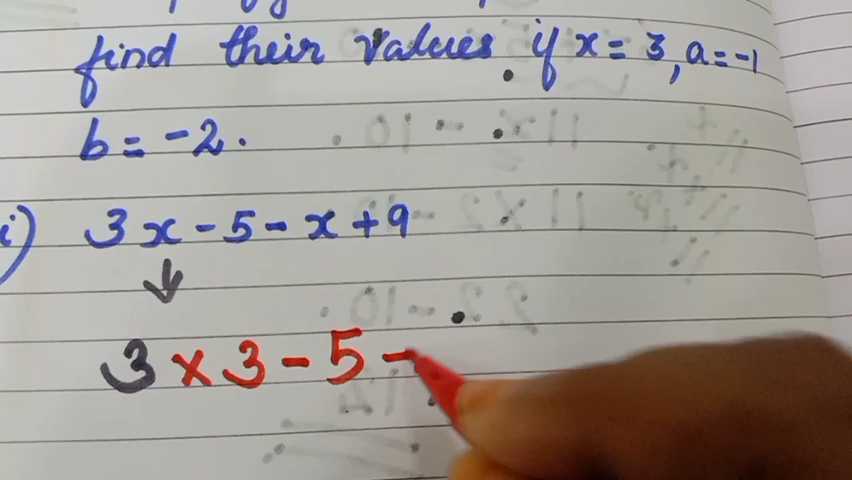 find their values if x = 3, a = -1
b = -2.
i) 3x - 5 - x + 9
↓
3 × 3 - 5 -